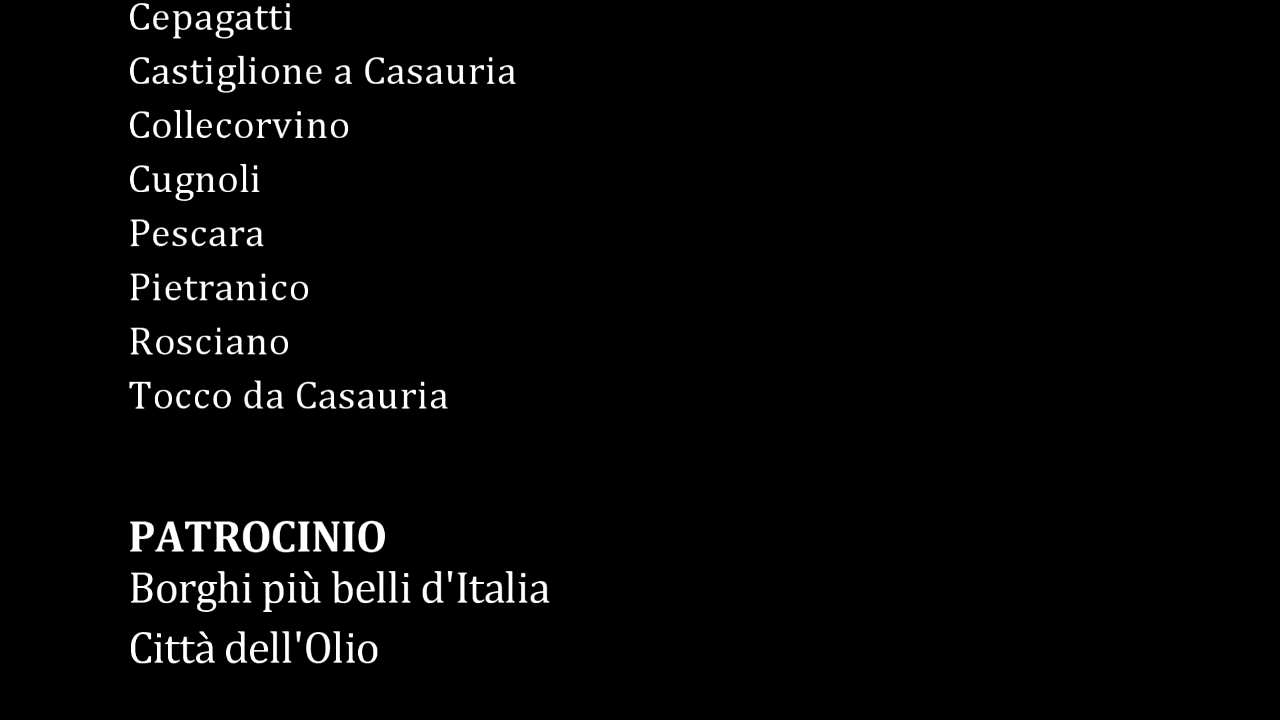 Cepagatti
Castiglione a Casauria
Collecorvino
Cugnoli
Pescara
Pietranico
Rosciano
Tocco da Casauria
PATROCINIO
Borghi più belli d'Italia
Città dell'Olio